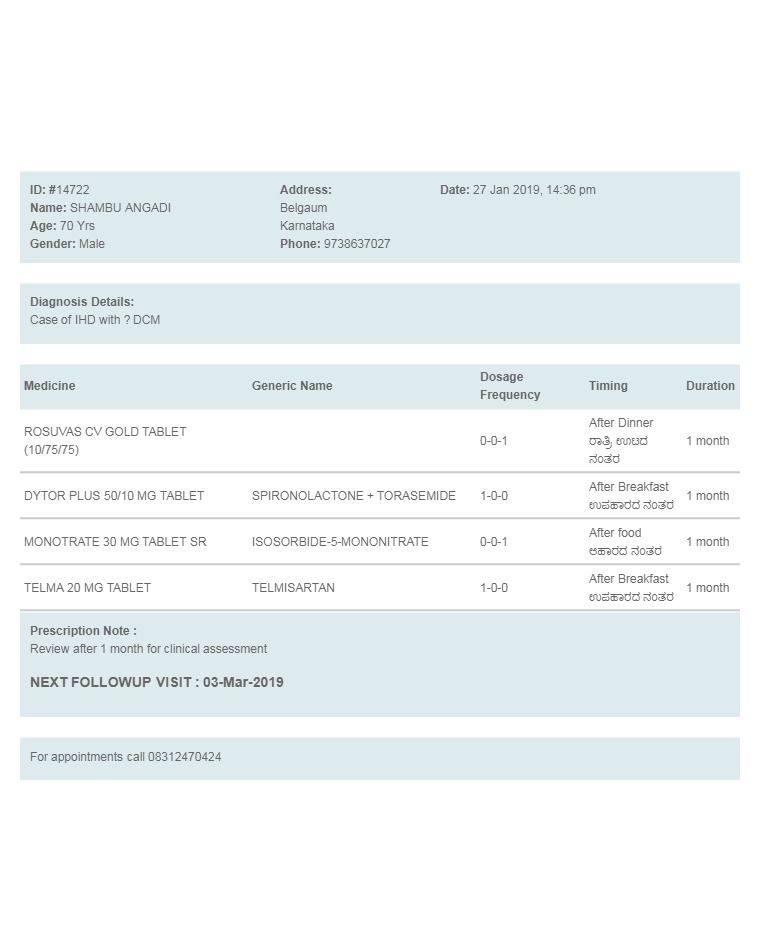 ID: #14722
Name: SHAMBU ANGADI
Age: 70 Yrs
Gender: Male
Address:
Belgaum
Karnataka
Phone: 9738637027
Date: 27 Jan 2019, 14:36 pm
Diagnosis Details:
Case of IHD with ? DCM
Medicine Generic Name Dosage Frequency Timing Duration
ROSUVAS CV GOLD TABLET
(10/75/75)
0-0-1
After Dinner
ರಾತ್ರಿ ಊಟದ
ನಂತರ
1 month
DYTOR PLUS 50/10 MG TABLET SPIRONOLACTONE + TORASEMIDE 1-0-0
After Breakfast
ಉಪಹಾರದ ನಂತರ
1 month
MONOTRATE 30 MG TABLET SR ISOSORBIDE-5-MONONITRATE 0-0-1
After food
ಆಹಾರದ ನಂತರ
1 month
TELMA 20 MG TABLET TELMISARTAN 1-0-0
After Breakfast
ಉಪಹಾರದ ನಂತರ
1 month
Prescription Note :
Review after 1 month for clinical assessment
NEXT FOLLOWUP VISIT : 03-Mar-2019
For appointments call 08312470424